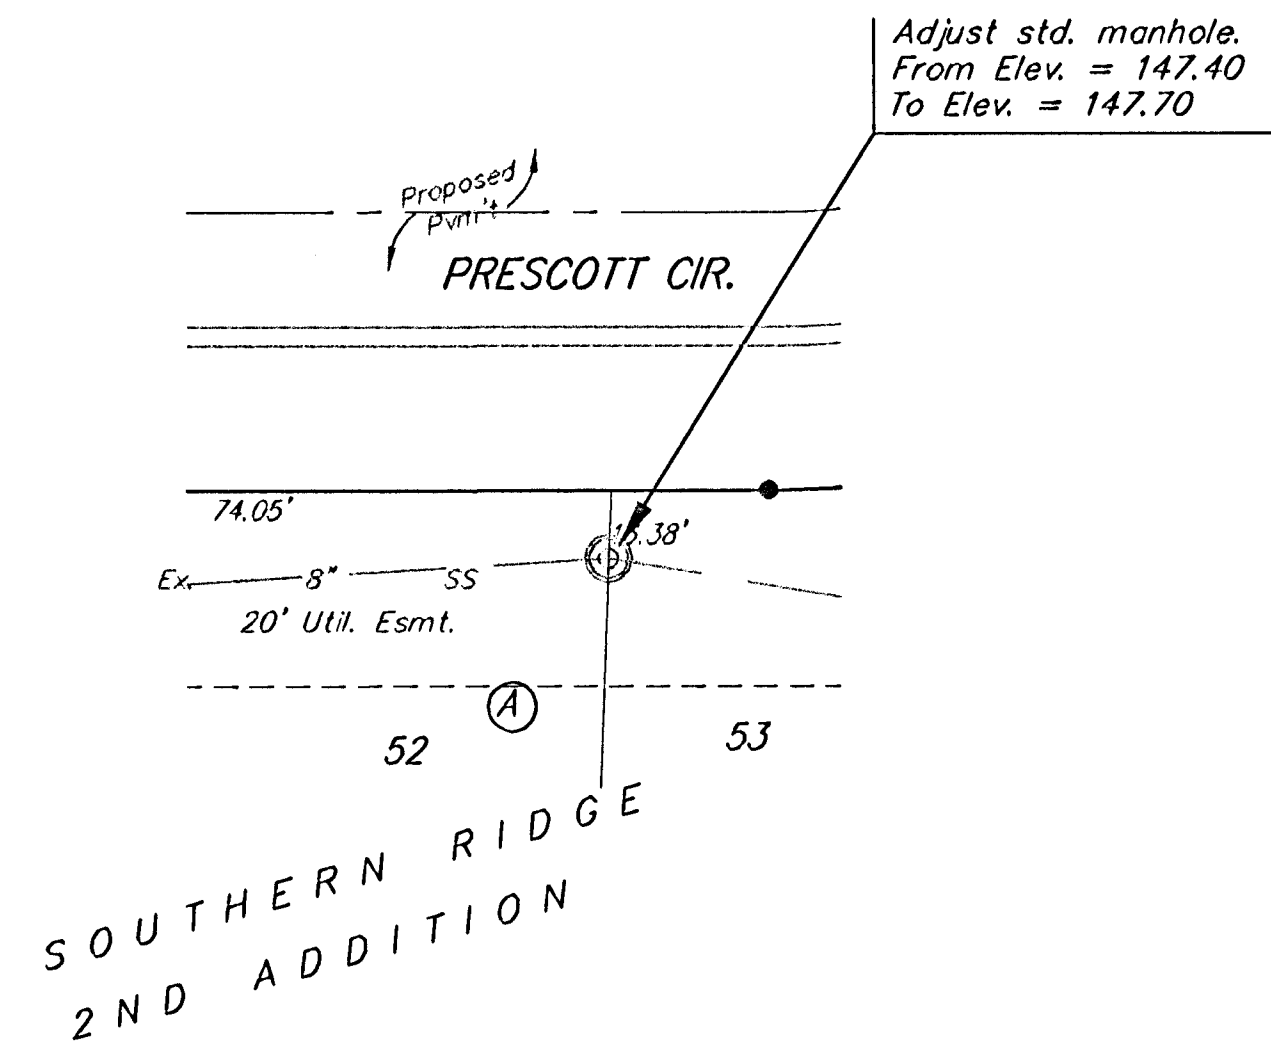 Adjust std. manhole.
From Elev. = 147.40
To Elev. = 147.70
Proposed
Pvm't
PRESCOTT CIR.
74.05'
Ex. 8" SS
20' Util. Esmt.
A
52
53
SOUTHERN RIDGE
2ND ADDITION